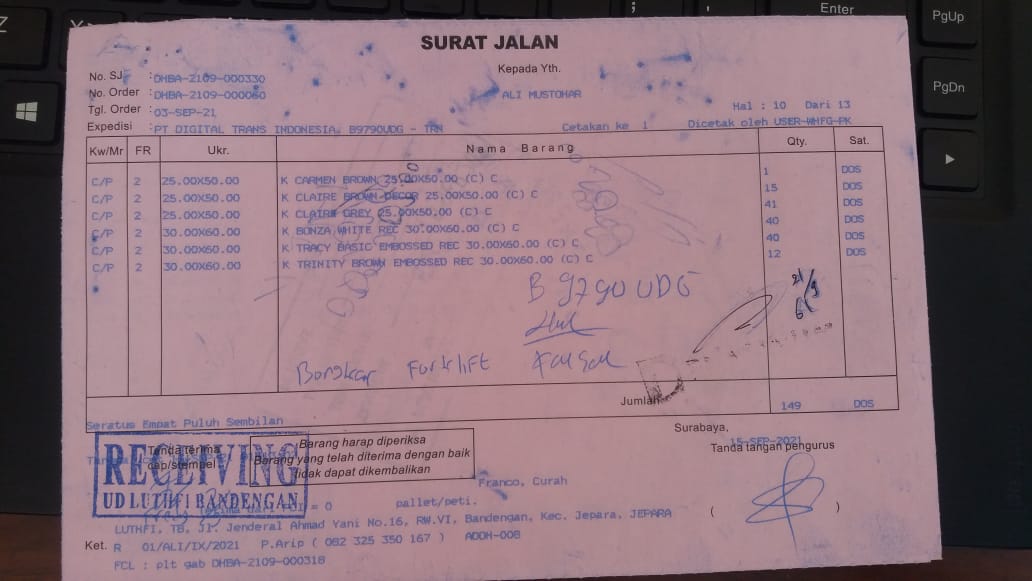 Enter
PgUp
PgDn
SURAT JALAN
Kepada Yth.
No. SJ : DHBA-2109-000330
No. Order : DHBA-2109-000060
ALI MUSTOHAR
Tgl. Order : 03-SEP-21
Hal : 10 Dari 13
Expedisi : PT DIGITAL TRANS INDONESIA, B9790UDG - TRN Cetakan ke 1 Dicetak oleh USER-WHFG-PK
Kw/Mr FR Ukr. Nama Barang Qty. Sat.
C/P 2 25.00X50.00 K CARMEN BROWN 25.00X50.00 (C) C 1 DOS
C/P 2 25.00X50.00 K CLAIRE BROWN DECOR 25.00X50.00 (C) C 15 DOS
C/P 2 25.00X50.00 K CLAIRE GREY 25.00X50.00 (C) C 41 DOS
C/P 2 30.00X60.00 K BONZA WHITE REC 30.00X60.00 (C) C 40 DOS
C/P 2 30.00X60.00 K TRACY BASIC EMBOSSED REC 30.00X60.00 (C) C 40 DOS
C/P 2 30.00X60.00 K TRINITY BROWN EMBOSSED REC 30.00X60.00 (C) C 12 DOS
B 9790 UDG
Bongkar Forklift Faisal
Jumlah 149 DOS
Seratus Empat Puluh Sembilan
Surabaya,
15-SEP-2021
Tanda terima
cap/stempel
Barang harap diperiksa
Barang yang telah diterima dengan baik
tidak dapat dikembalikan
Tanda tangan pengurus
RECEIVING
UD LUTHFI BANDENGAN
Franco, Curah
= 0 pallet/peti.
LUTHFI, TB, Jl. Jenderal Ahmad Yani No.16, RW.VI, Bandengan, Kec. Jepara, JEPARA
( )
Ket. R 01/ALI/IX/2021 P.Arip ( 082 325 350 167 ) ADDH-008
FCL : plt gab DHBA-2109-000318